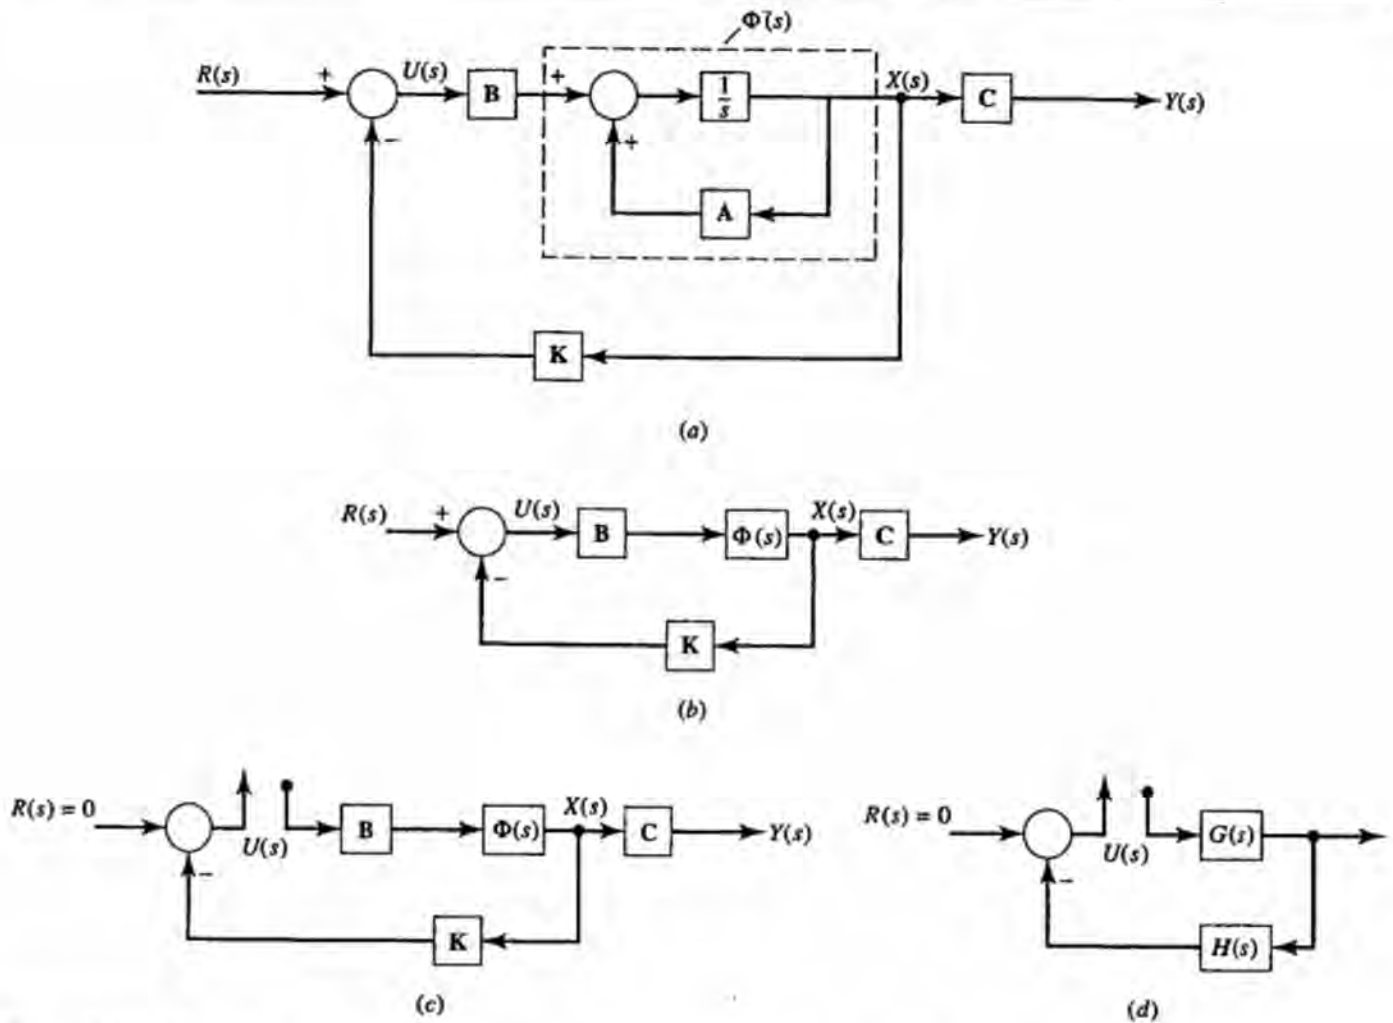 Φ(s)
R(s) + U(s) B + 1/s X(s) C Y(s)
− +
A
K
(a)
R(s) + U(s) B Φ(s) X(s) C Y(s)
−
K
(b)
R(s) = 0 U(s) B Φ(s) X(s) C Y(s)
−
K
(c)
R(s) = 0 U(s) G(s)
−
H(s)
(d)